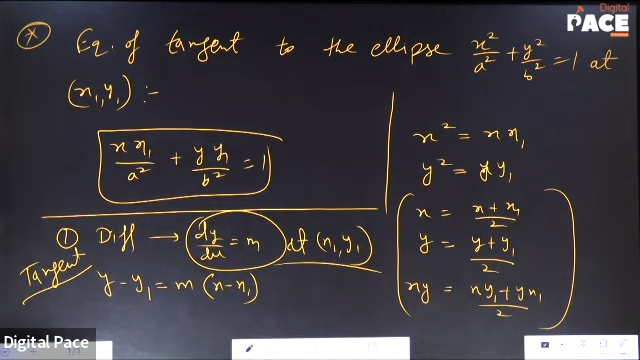 Digital
PACE
Eq. of tangent to the ellipse x²/a² + y²/b² = 1 at
(x₁, y₁) :-
x x₁/a² + y y₁/b² = 1
① Diff → dy/dx = m at (x₁, y₁)
Tangent
y - y₁ = m (x - x₁)
x² = x x₁
y² = y y₁
x = x + x₁/2
y = y + y₁/2
xy = xy₁ + yx₁/2
Digital Pace